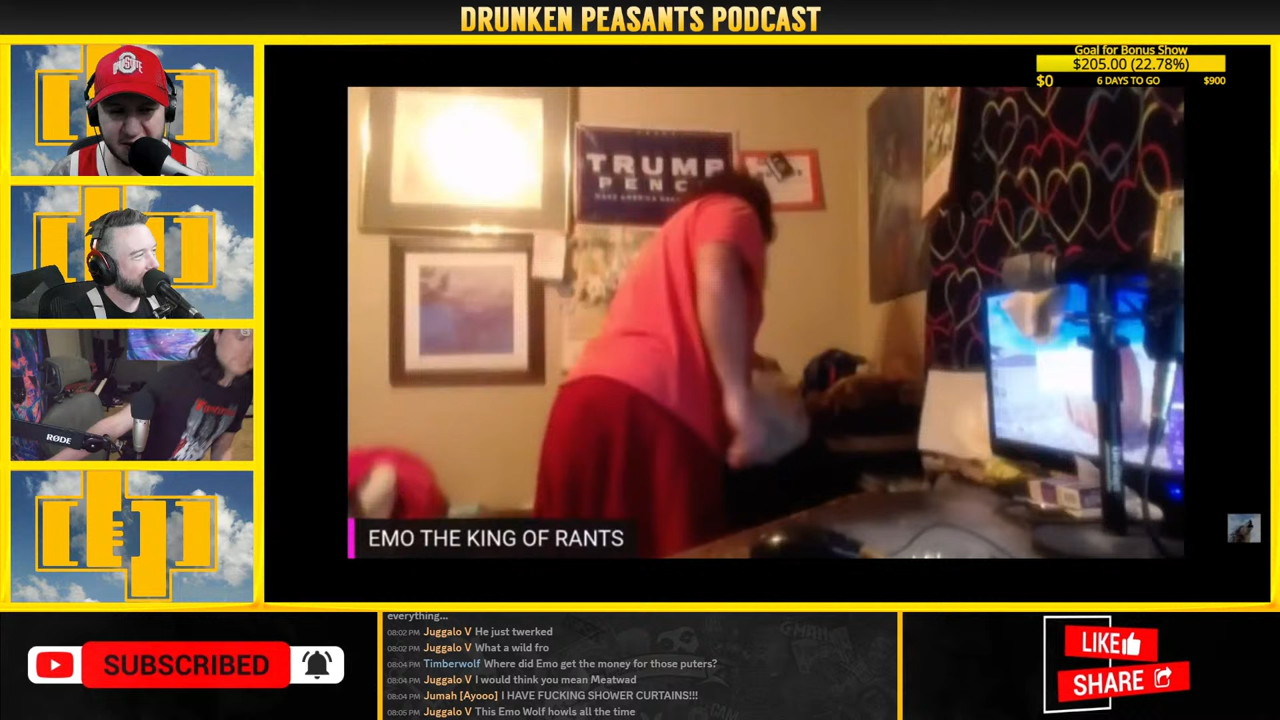 DRUNKEN PEASANTS PODCAST
Goal for Bonus Show
$205.00 (22.78%)
$0
6 DAYS TO GO
$900
TRUMP
PENC
RØDE
EMO THE KING OF RANTS
everything...
08:02 PM Juggalo V He just twerked
08:02 PM Juggalo V What a wild fro
08:04 PM Timberwolf Where did Emo get the money for those puters?
08:04 PM Juggalo V I would think you mean Meatwad
08:04 PM Jumah [Ayooo] I HAVE FUCKING SHOWER CURTAINS!!!
08:05 PM Juggalo V This Emo Wolf howls all the time
SUBSCRIBED
LIKE
SHARE